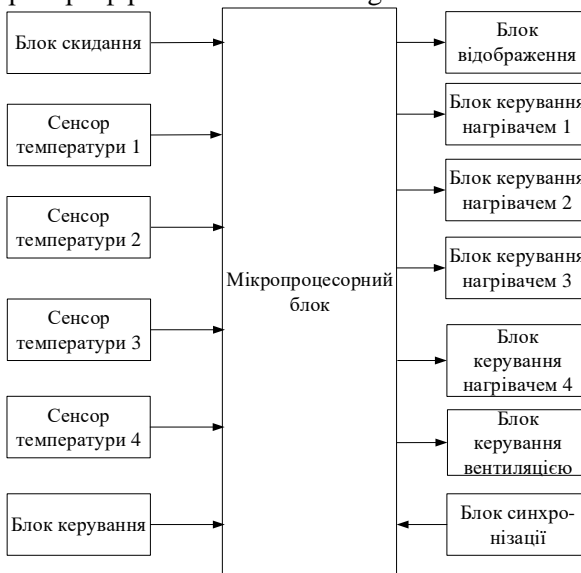 Блок скидання
Сенсор
температури 1
Сенсор
температури 2
Сенсор
температури 3
Сенсор
температури 4
Блок керування
Мікропроцесорний
блок
Блок
відображення
Блок керування
нагрівачем 1
Блок керування
нагрівачем 2
Блок керування
нагрівачем 3
Блок
керування
нагрівачем 4
Блок
керування
вентиляцією
Блок синхро-
нізації